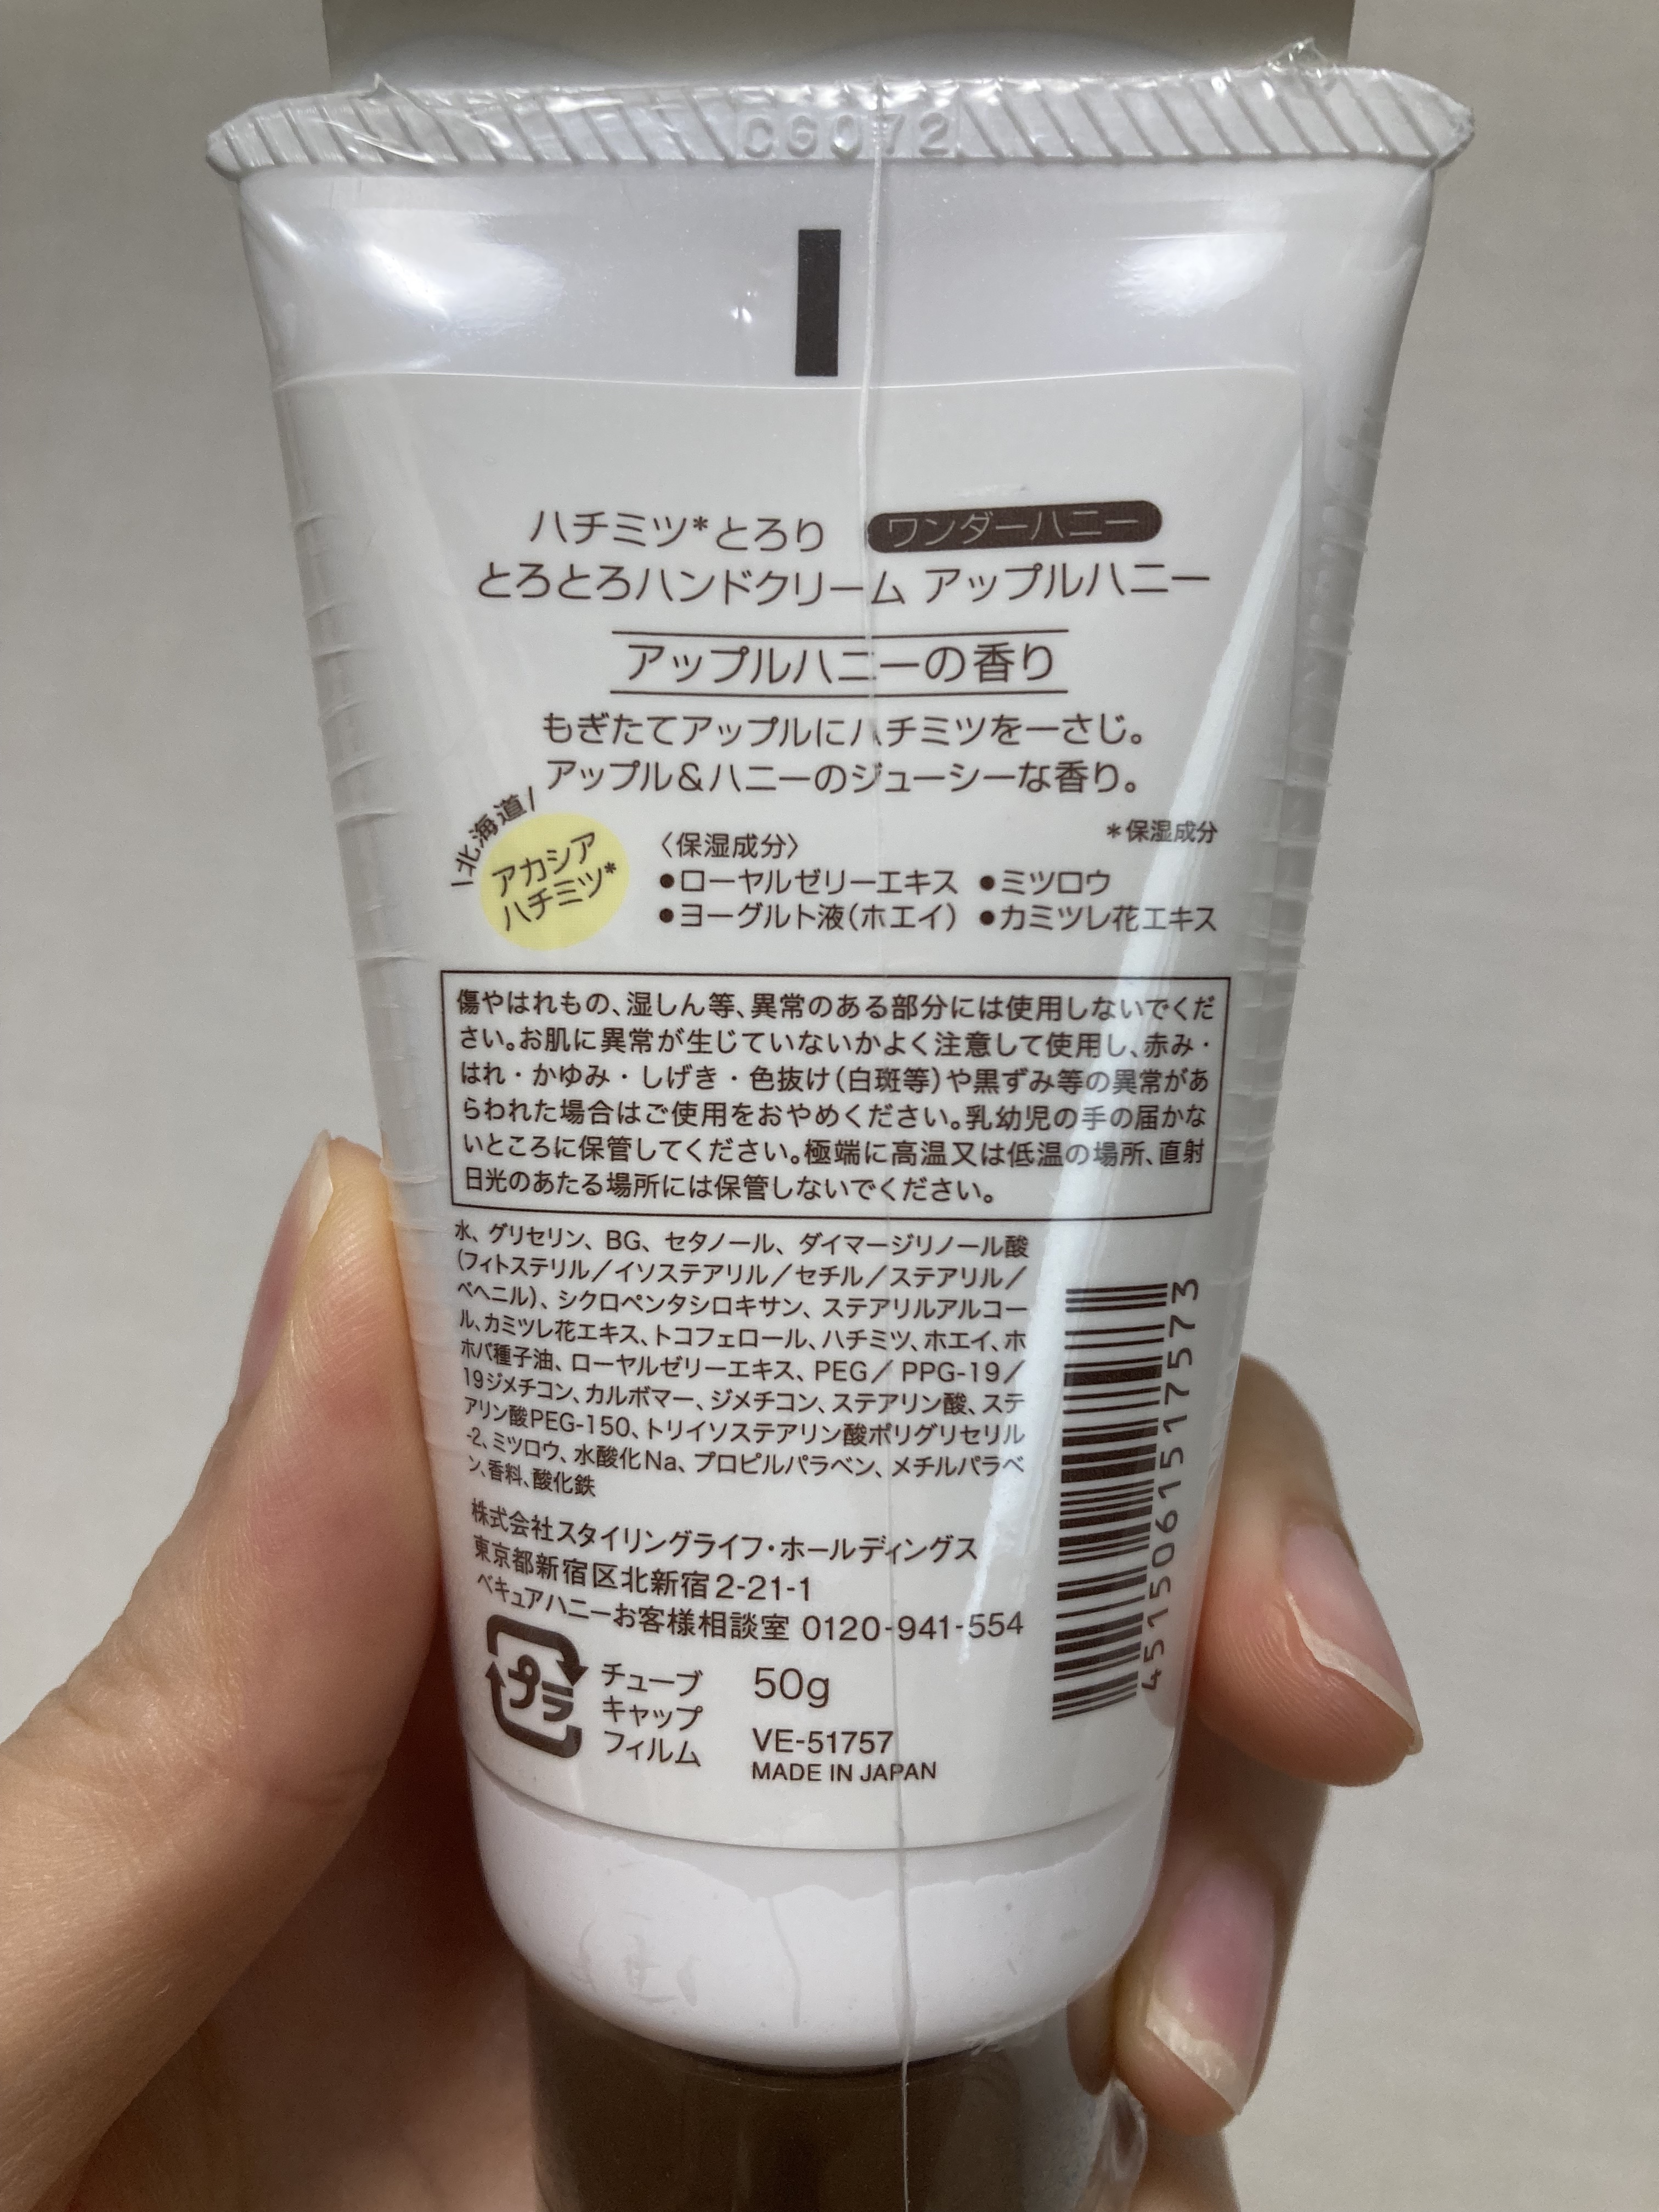 CG072
ハチミツ*とろり ワンダーハニー
とろとろハンドクリーム アップルハニー
アップルハニーの香り
もぎたてアップルにハチミツを一さじ。
アップル&ハニーのジューシーな香り。
北海道
アカシア
ハチミツ*
*保湿成分
〈保湿成分〉
●ローヤルゼリーエキス ●ミツロウ
●ヨーグルト液(ホエイ) ●カミツレ花エキス
傷やはれもの、湿しん等、異常のある部分には使用しないでくだ
さい。お肌に異常が生じていないかよく注意して使用し、赤み・
はれ・かゆみ・しげき・色抜け(白斑等)や黒ずみ等の異常があ
らわれた場合はご使用をおやめください。乳幼児の手の届かな
いところに保管してください。極端に高温又は低温の場所、直射
日光のあたる場所には保管しないでください。
水、グリセリン、BG、セタノール、ダイマージリノール酸
(フィトステリル/イソステアリル/セチル/ステアリル/
ベヘニル)、シクロペンタシロキサン、ステアリルアルコー
ル、カミツレ花エキス、トコフェロール、ハチミツ、ホエイ、ホ
ホバ種子油、ローヤルゼリーエキス、PEG/PPG-19/
19ジメチコン、カルボマー、ジメチコン、ステアリン酸、ステ
アリン酸PEG-150、トリイソステアリン酸ポリグリセリル
-2、ミツロウ、水酸化Na、プロピルパラベン、メチルパラベ
ン、香料、酸化鉄
株式会社スタイリングライフ・ホールディングス
東京都新宿区北新宿2-21-1
ベキュアハニーお客様相談室 0120-941-554
プラ
チューブ
キャップ
フィルム
50g
VE-51757
MADE IN JAPAN
4515061517573